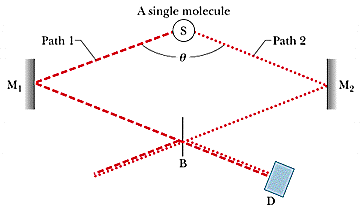 A single molecule
S
Path 1
Path 2
θ
M1
M2
B
D